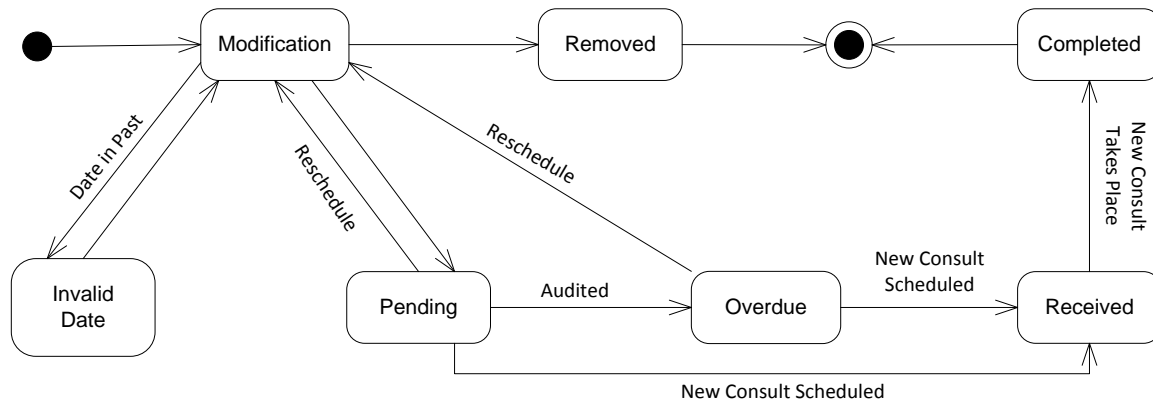 Modification
Removed
Completed
Date in Past
Reschedule
Reschedule
New Consult
Takes Place
Invalid
Date
Pending
Audited
Overdue
New Consult
Scheduled
Received
New Consult Scheduled